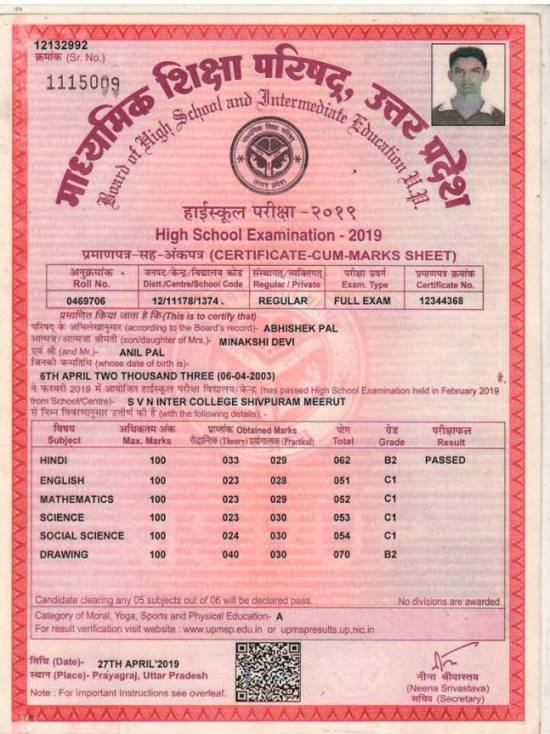 12132992
क्रमांक (Sr. No.)
1115009
माध्यमिक शिक्षा परिषद, उत्तर प्रदेश
Board of High School and Intermediate Education U.P.
माध्यमिक शिक्षा परिषद
उत्तर प्रदेश
हाईस्कूल परीक्षा -२०१९
High School Examination - 2019
प्रमाणपत्र-सह-अंकपत्र (CERTIFICATE-CUM-MARKS SHEET)
अनुक्रमांक जनपद/केन्द्र/विद्यालय कोड संस्थागत/व्यक्तिगत परीक्षा प्रवर्ग प्रमाणपत्र क्रमांक
Roll No. Distt./Centre/School Code Regular / Private Exam. Type Certificate No.
0469706 12/11178/1374 . REGULAR FULL EXAM 12344368
प्रमाणित किया जाता है कि(This is to certify that)
परिषद् के अभिलेखानुसार (according to the Board's record)- ABHISHEK PAL
आत्मज/आत्मजा श्रीमती (son/daughter of Mrs.)- MINAKSHI DEVI
एवं श्री (and Mr.)- ANIL PAL
जिनकी जन्मतिथि (whose date of birth is)-
6TH APRIL TWO THOUSAND THREE (06-04-2003) है,
ने फरवरी 2019 में आयोजित हाईस्कूल परीक्षा विद्यालय/केन्द्र (has passed High School Examination held in February 2019
from School/Centre)- S V N INTER COLLEGE SHIVPURAM MEERUT
से निम्न विवरणानुसार उत्तीर्ण की है (with the following details): -
विषय अधिकतम अंक प्राप्तांक Obtained Marks योग ग्रेड परीक्षाफल
Subject Max. Marks सैद्धान्तिक (Theory) प्रयोगात्मक (Practical) Total Grade Result
HINDI 100 033 029 062 B2 PASSED
ENGLISH 100 023 028 051 C1
MATHEMATICS 100 023 029 052 C1
SCIENCE 100 023 030 053 C1
SOCIAL SCIENCE 100 024 030 054 C1
DRAWING 100 040 030 070 B2
Candidate clearing any 05 subjects out of 06 will be declared pass. No divisions are awarded
Category of Moral, Yoga, Sports and Physical Education- A
For result verification visit website : www.upmsp.edu.in or upmspresults.up.nic.in
तिथि (Date)- 27TH APRIL'2019
स्थान (Place)- Prayagraj, Uttar Pradesh
Note : For Important Instructions see overleaf.
नीना श्रीवास्तव
(Neena Srivastava)
सचिव (Secretary)